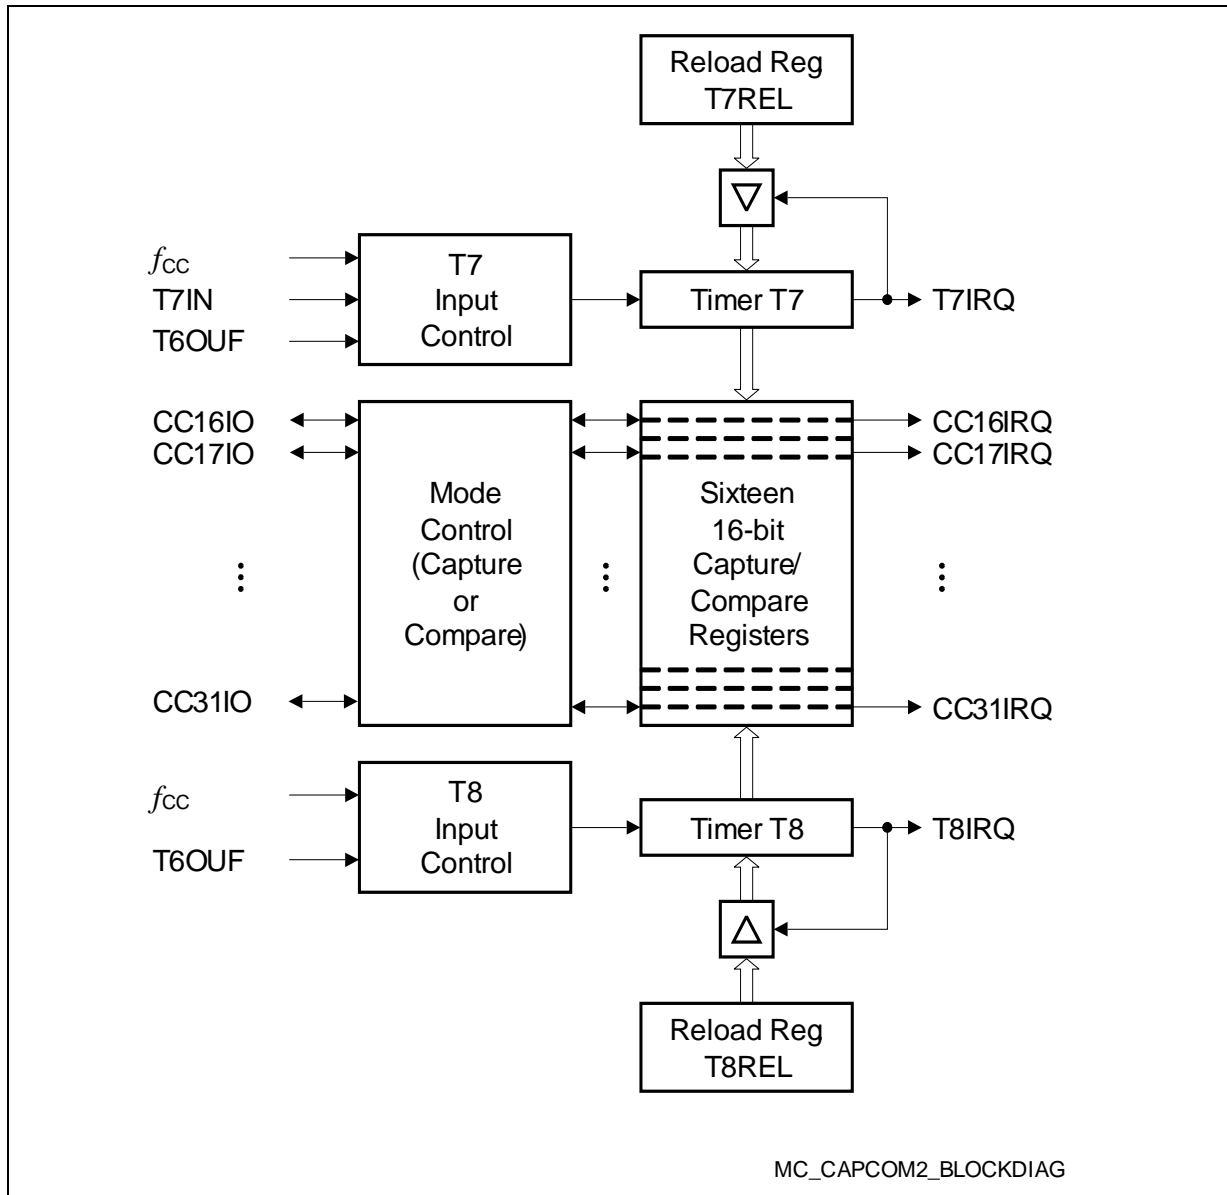 Reload Reg
T7REL
fCC
T7IN
T6OUF
T7
Input
Control
Timer T7
T7IRQ
CC16IO
CC17IO
CC31IO
Mode
Control
(Capture
or
Compare)
Sixteen
16-bit
Capture/
Compare
Registers
CC16IRQ
CC17IRQ
CC31IRQ
fCC
T6OUF
T8
Input
Control
Timer T8
T8IRQ
Reload Reg
T8REL
MC_CAPCOM2_BLOCKDIAG